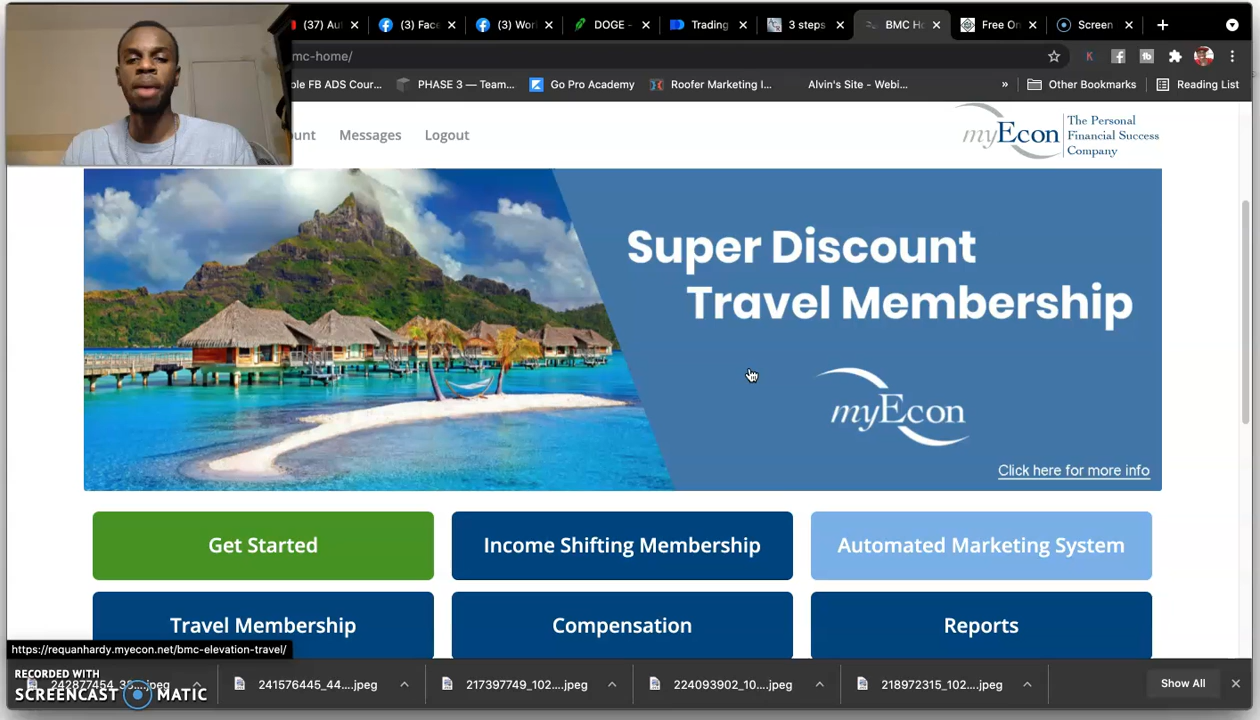 (37) Au
(3) Fac
(3) Wor
DOGE -
Trading
3 steps
BMC H
Free On
Screen
mc-home/
ple FB ADS Cour...
PHASE 3 — Team...
Go Pro Academy
Roofer Marketing I...
Alvin's Site - Webi...
»
Other Bookmarks
Reading List
unt
Messages
Logout
myEcon
The Personal
Financial Success
Company
Super Discount
Travel Membership
myEcon
Click here for more info
Get Started
Income Shifting Membership
Automated Marketing System
Travel Membership
Compensation
Reports
https://requanhardy.myecon.net/bmc-elevation-travel/
RECORDED WITH
SCREENCAST MATIC
241576445_44....jpeg
217397749_102....jpeg
224093902_10....jpeg
218972315_102....jpeg
Show All